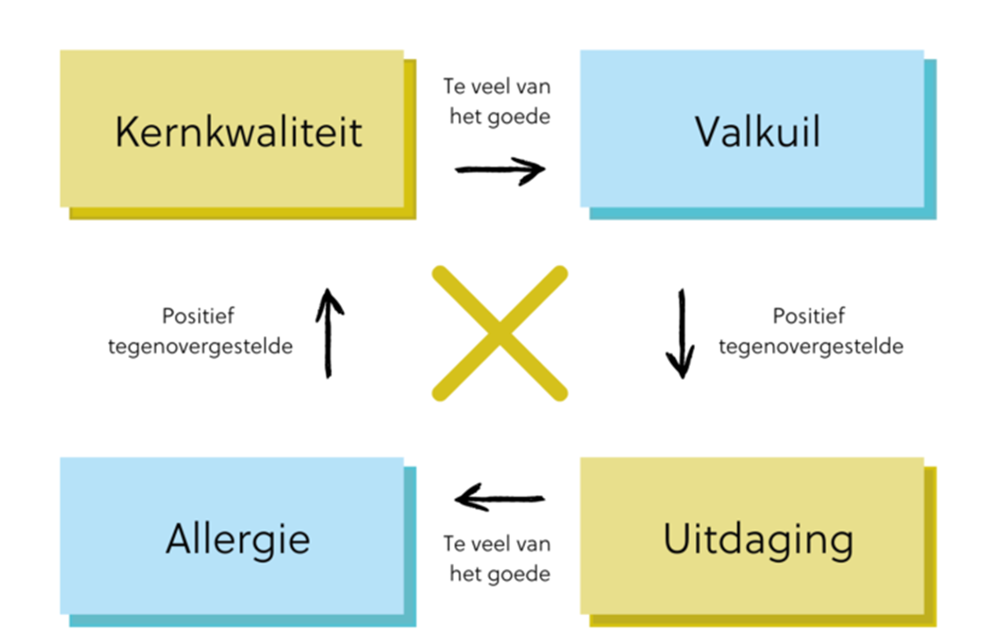 Kernkwaliteit
Te veel van
het goede
Valkuil
Positief
tegenovergestelde
Positief
tegenovergestelde
Allergie
Te veel van
het goede
Uitdaging